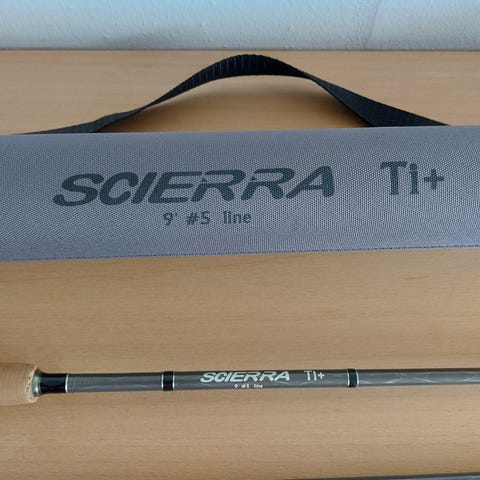 SCIERRA Ti+
9' #5 line
SCIERRA Ti+
9' #5 line